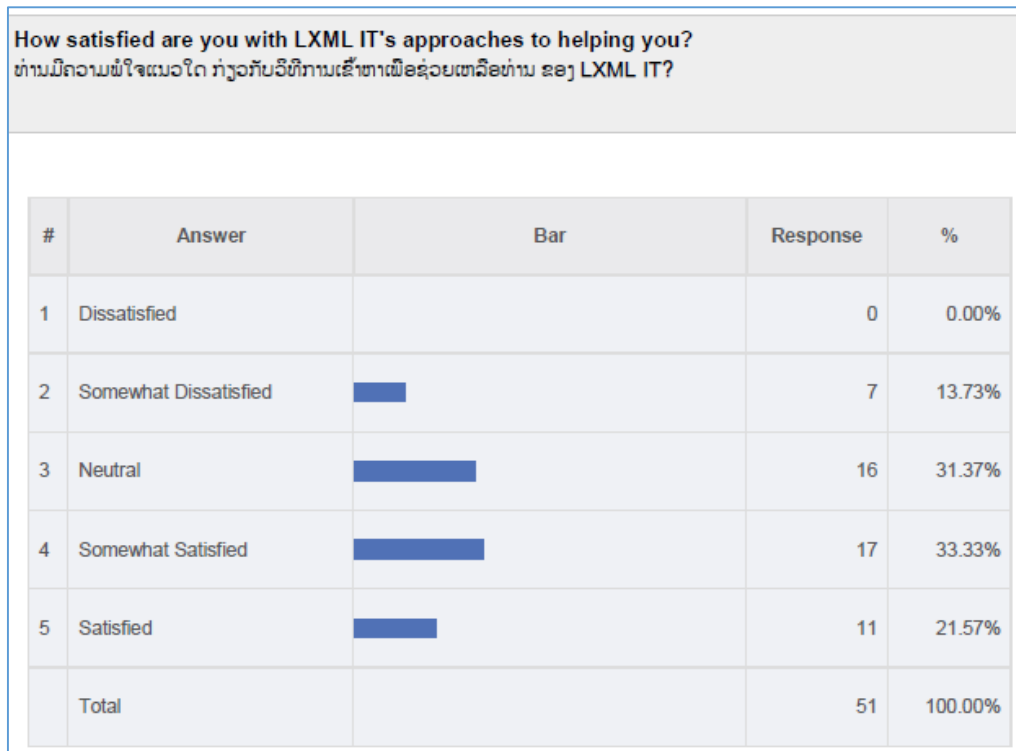 How satisfied are you with LXML IT's approaches to helping you?
ທ່ານມີຄວາມພໍໃຈແນວໃດ ກ່ຽວກັບວິທີການເຂົ້າຫາເພື່ອຊ່ວຍເຫລືອທ່ານ ຂອງ LXML IT?
# Answer Bar Response %
1 Dissatisfied 0 0.00%
2 Somewhat Dissatisfied 7 13.73%
3 Neutral 16 31.37%
4 Somewhat Satisfied 17 33.33%
5 Satisfied 11 21.57%
Total 51 100.00%